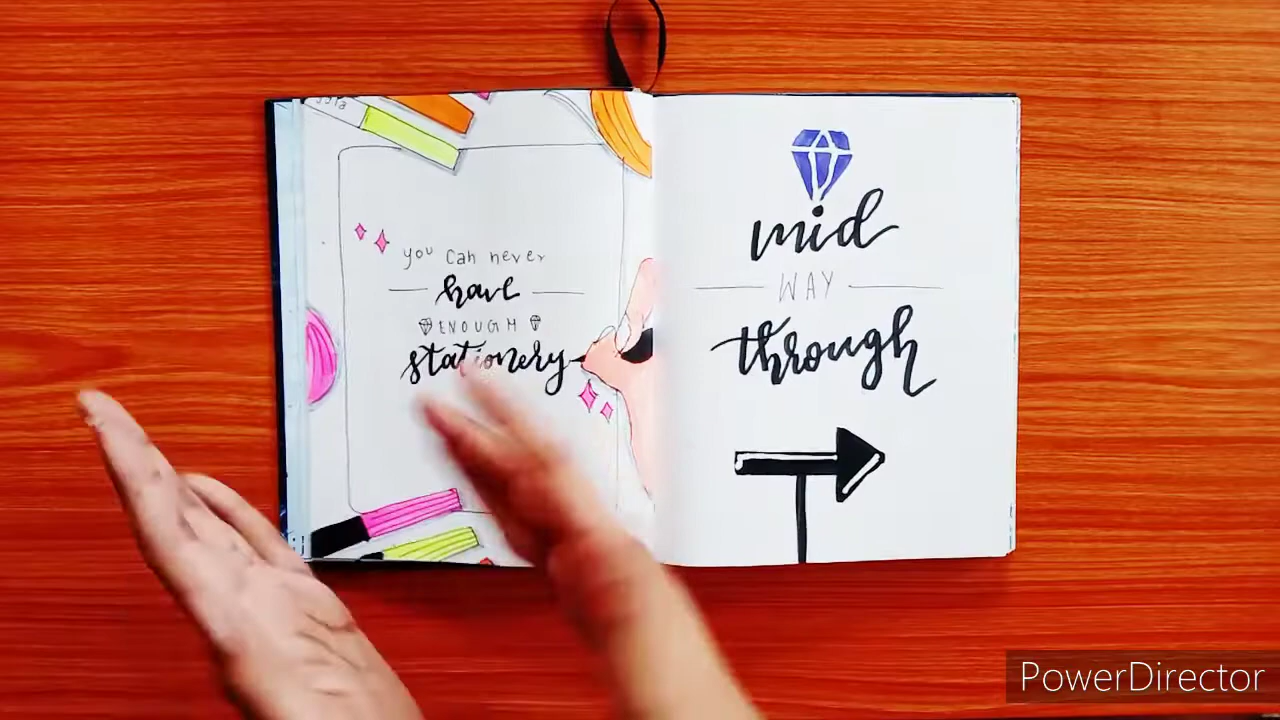 you can never
have
ENOUGH
stationery
mid
WAY
through
PowerDirector